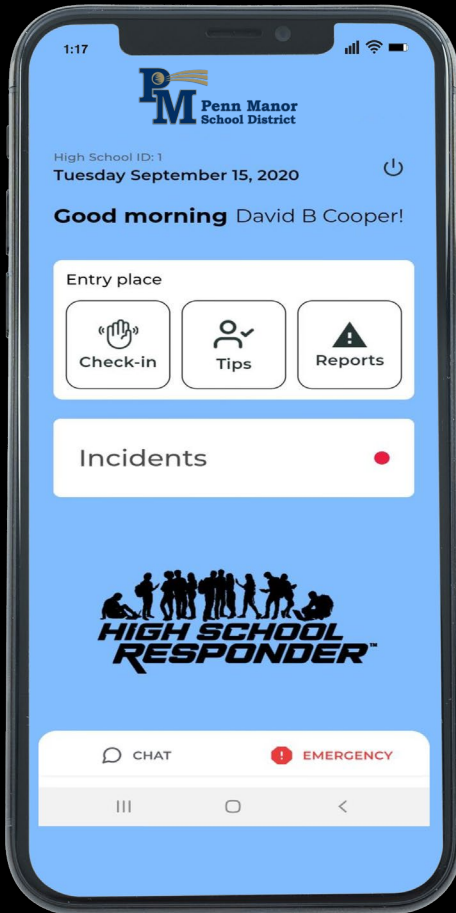 1:17
PM Penn Manor
School District
High School ID: 1
Tuesday September 15, 2020
Good morning David B Cooper!
Entry place
Check-in Tips Reports
Incidents
HIGH SCHOOL
RESPONDER™
CHAT EMERGENCY